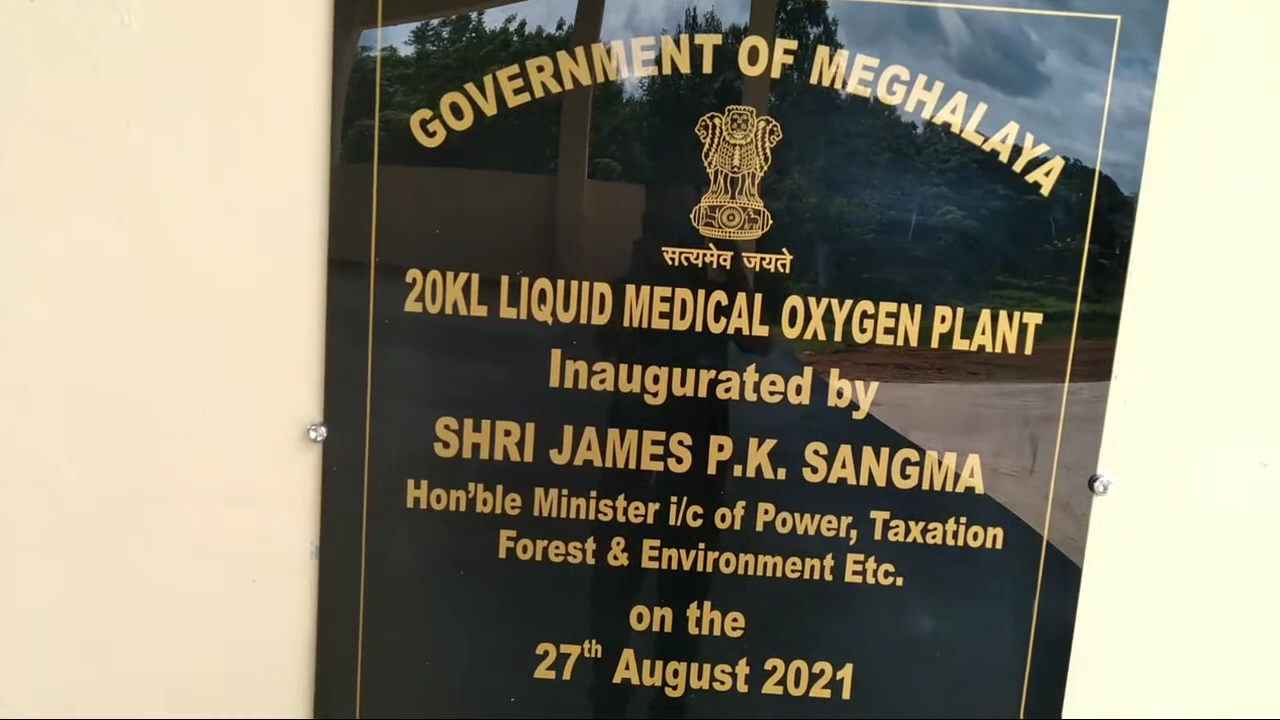 GOVERNMENT OF MEGHALAYA
सत्यमेव जयते
20KL LIQUID MEDICAL OXYGEN PLANT
Inaugurated by
SHRI JAMES P.K. SANGMA
Hon'ble Minister i/c of Power, Taxation
Forest & Environment Etc.
on the
27th August 2021